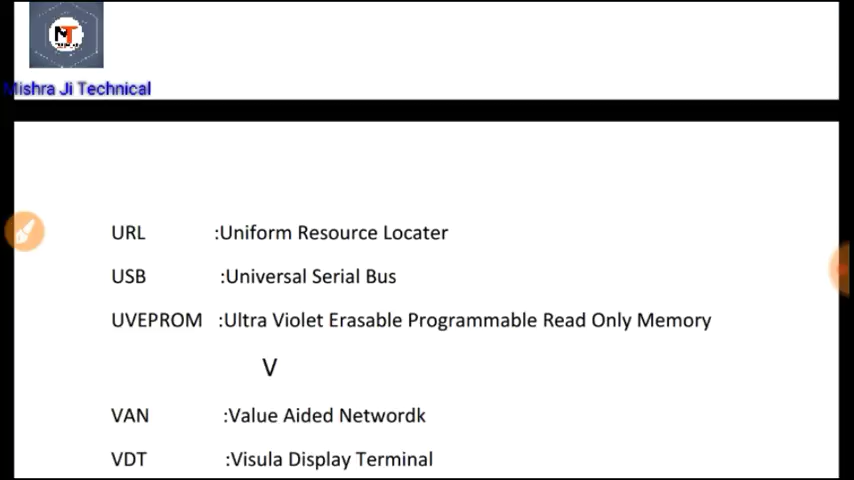 MT
Mishra Ji Technical
URL :Uniform Resource Locater
USB :Universal Serial Bus
UVEPROM :Ultra Violet Erasable Programmable Read Only Memory
V
VAN :Value Aided Networdk
VDT :Visula Display Terminal